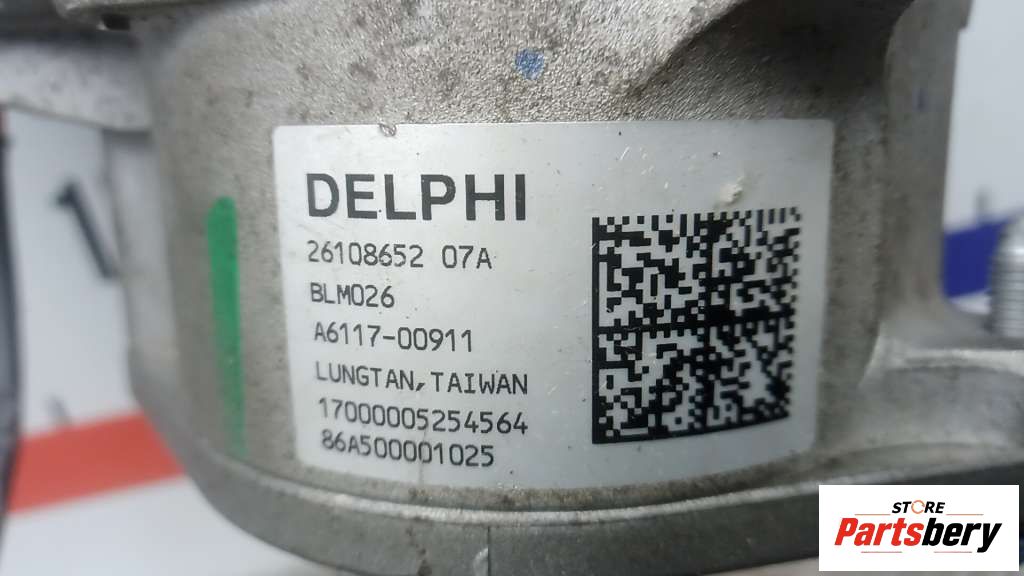 DELPHI
26108652 07A
BLM026
A6117-00911
LUNGTAN, TAIWAN
17000005254564
86A500001025
STORE
Partsbery